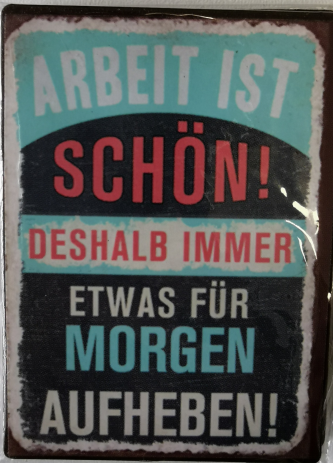 ARBEIT IST
SCHÖN!
DESHALB IMMER
ETWAS FÜR
MORGEN
AUFHEBEN!